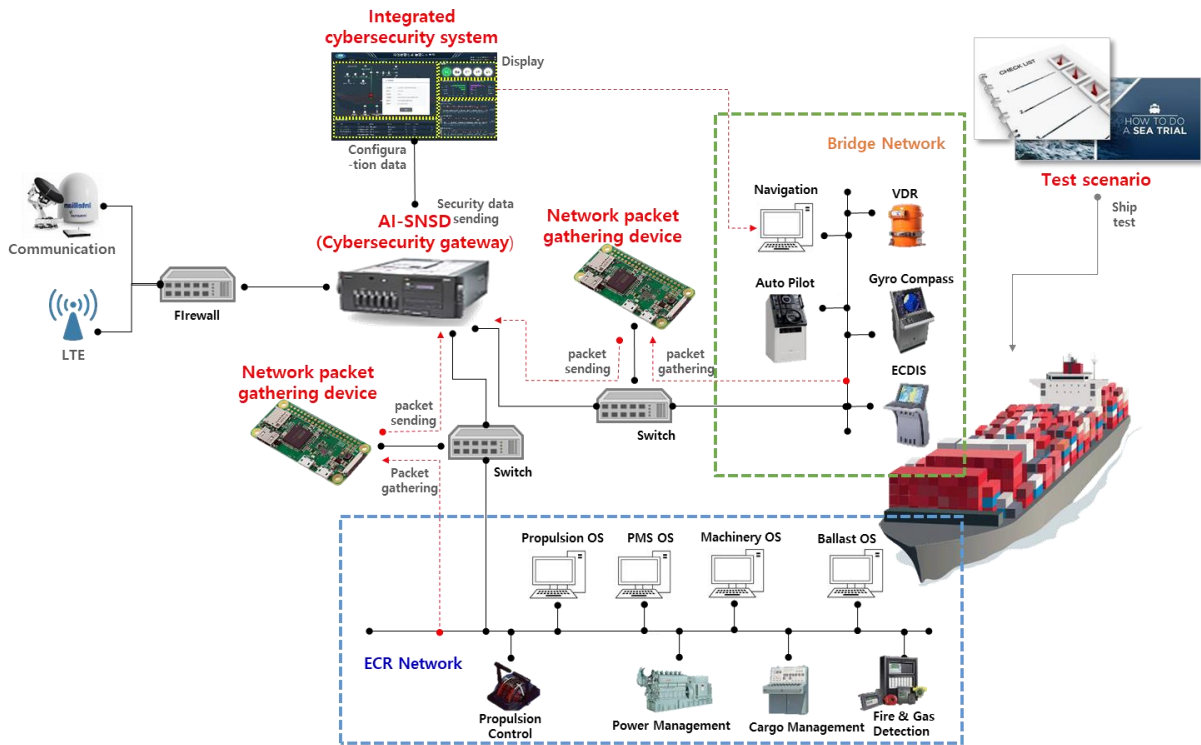 Integrated
cybersecurity system
Display
CHECK LIST
HOW TO DO
A SEA TRIAL
Test scenario
Ship
test
Configura
-tion data
Security data
sending
AI-SNSD
(Cybersecurity gateway)
Network packet
gathering device
Bridge Network
Navigation
VDR
Auto Pilot
Gyro Compass
ECDIS
Communication
LTE
FIrewall
packet
sending
packet
gathering
Switch
Network packet
gathering device
packet
sending
Packet
gathering
Switch
Propulsion OS
PMS OS
Machinery OS
Ballast OS
ECR Network
Propulsion
Control
Power Management
Cargo Management
Fire & Gas
Detection